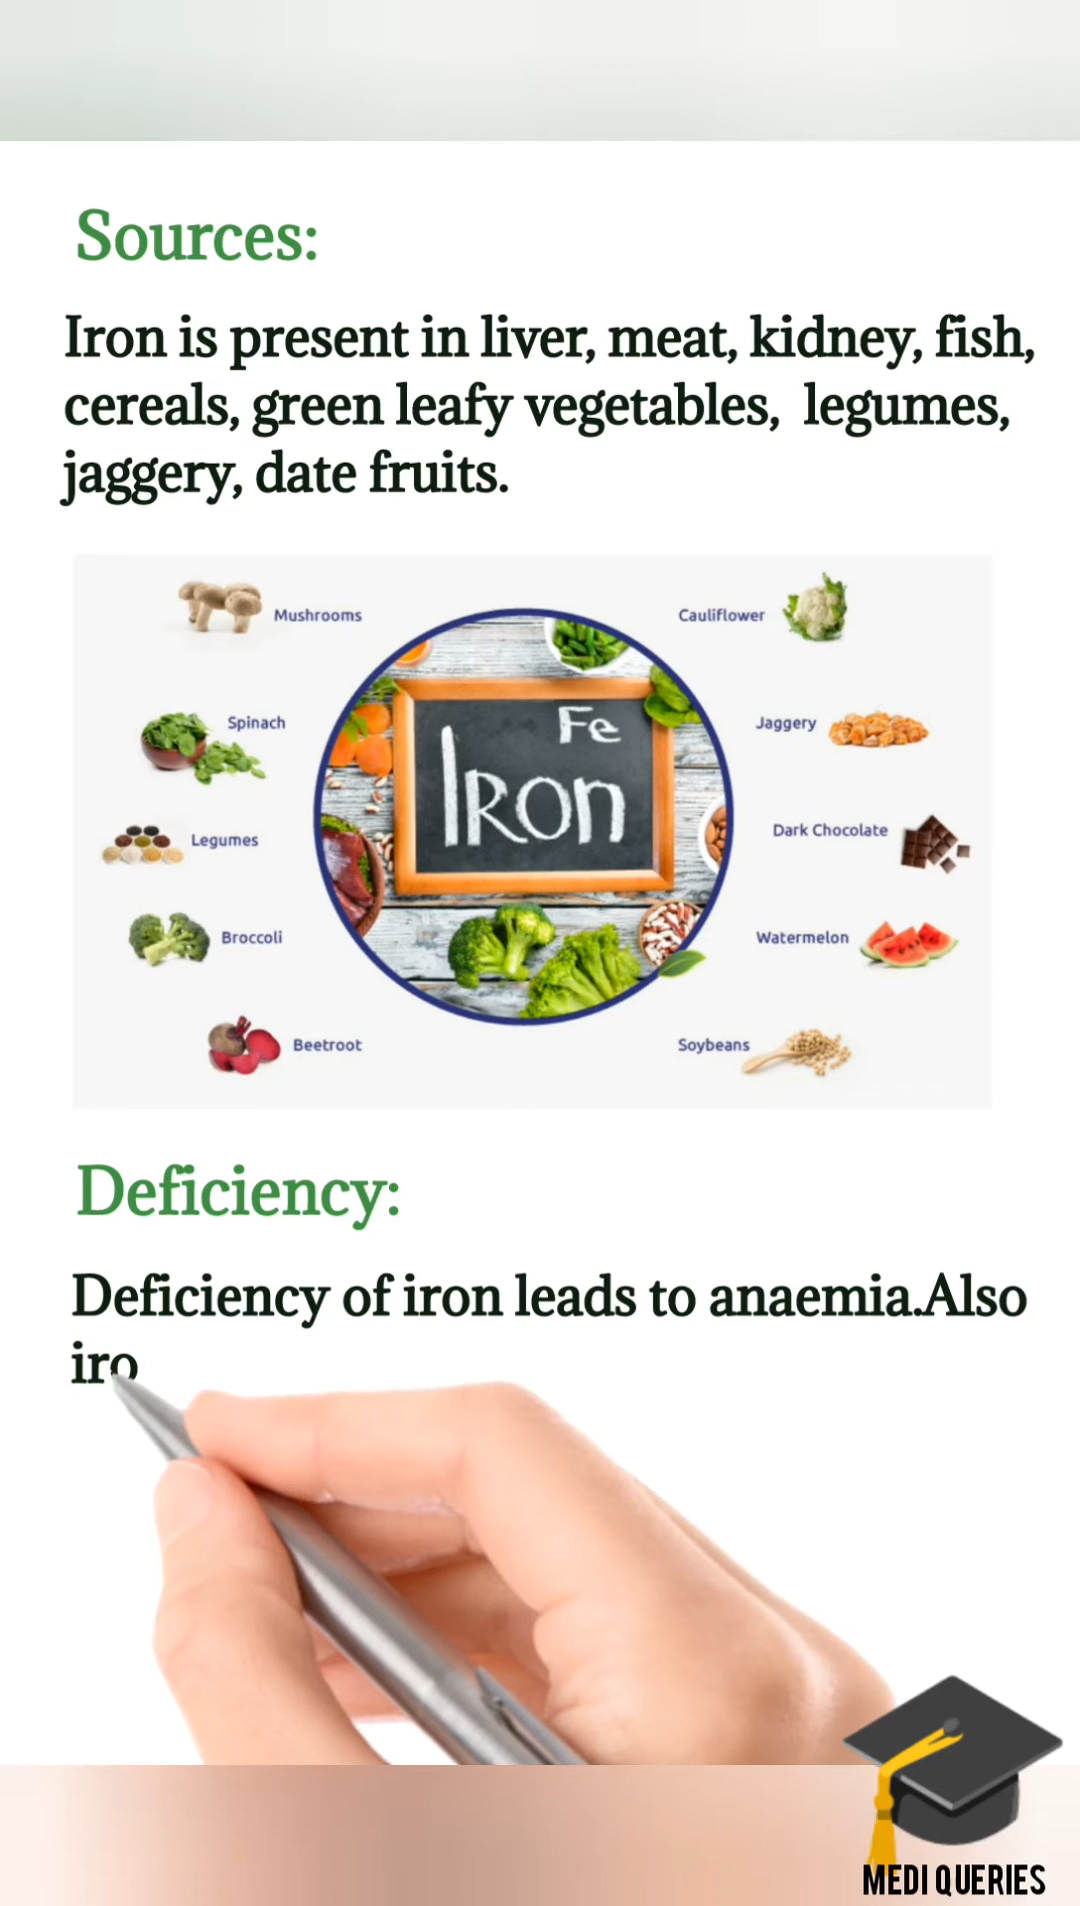 Sources:
Iron is present in liver, meat, kidney, fish,
cereals, green leafy vegetables,  legumes,
jaggery, date fruits.
Mushrooms
Cauliflower
Spinach
Fe
Jaggery
Iron
Legumes
Dark Chocolate
Broccoli
Watermelon
Beetroot
Soybeans
Deficiency:
Deficiency of iron leads to anaemia.Also
iro
MEDI QUERIES